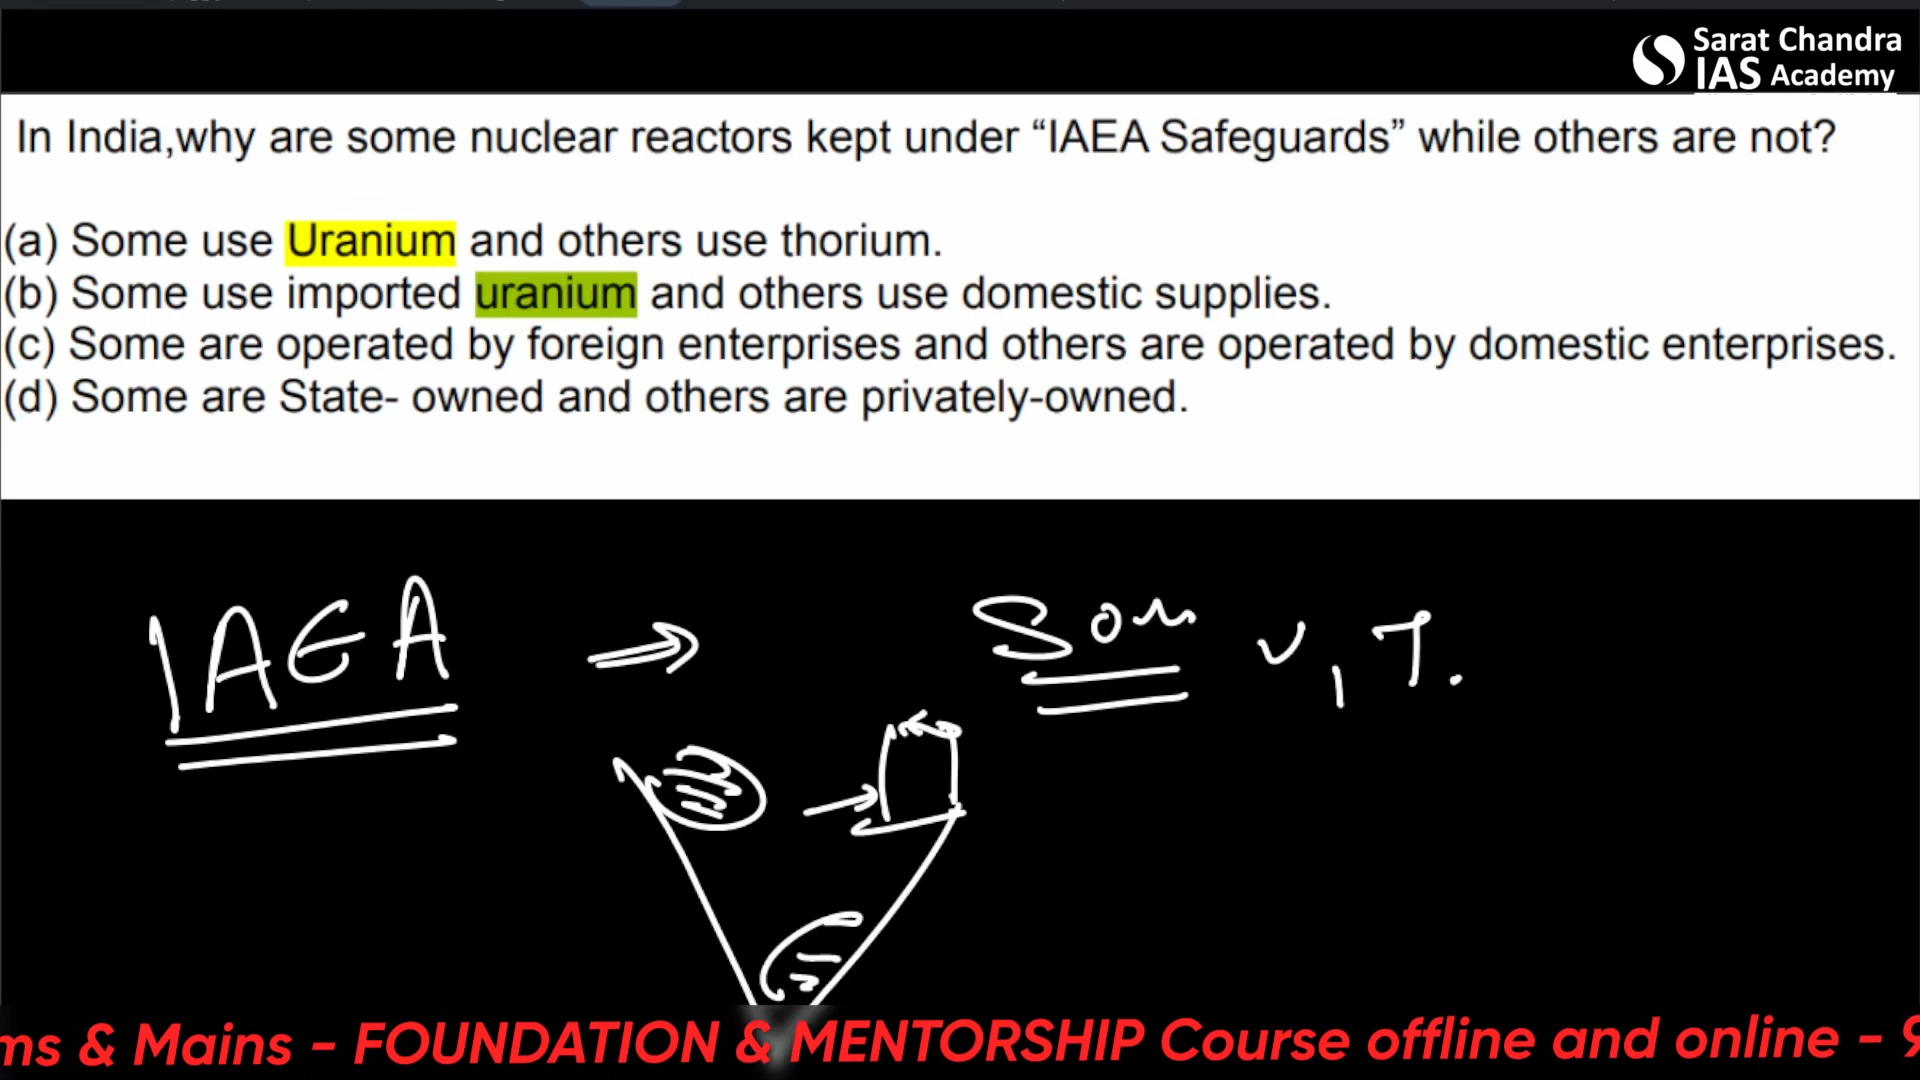 Sarat Chandra
IAS Academy
In India,why are some nuclear reactors kept under “IAEA Safeguards” while others are not?
(a) Some use Uranium and others use thorium.
(b) Some use imported uranium and others use domestic supplies.
(c) Some are operated by foreign enterprises and others are operated by domestic enterprises.
(d) Some are State- owned and others are privately-owned.
IAEA
ms & Mains - FOUNDATION & MENTORSHIP Course offline and online - 9